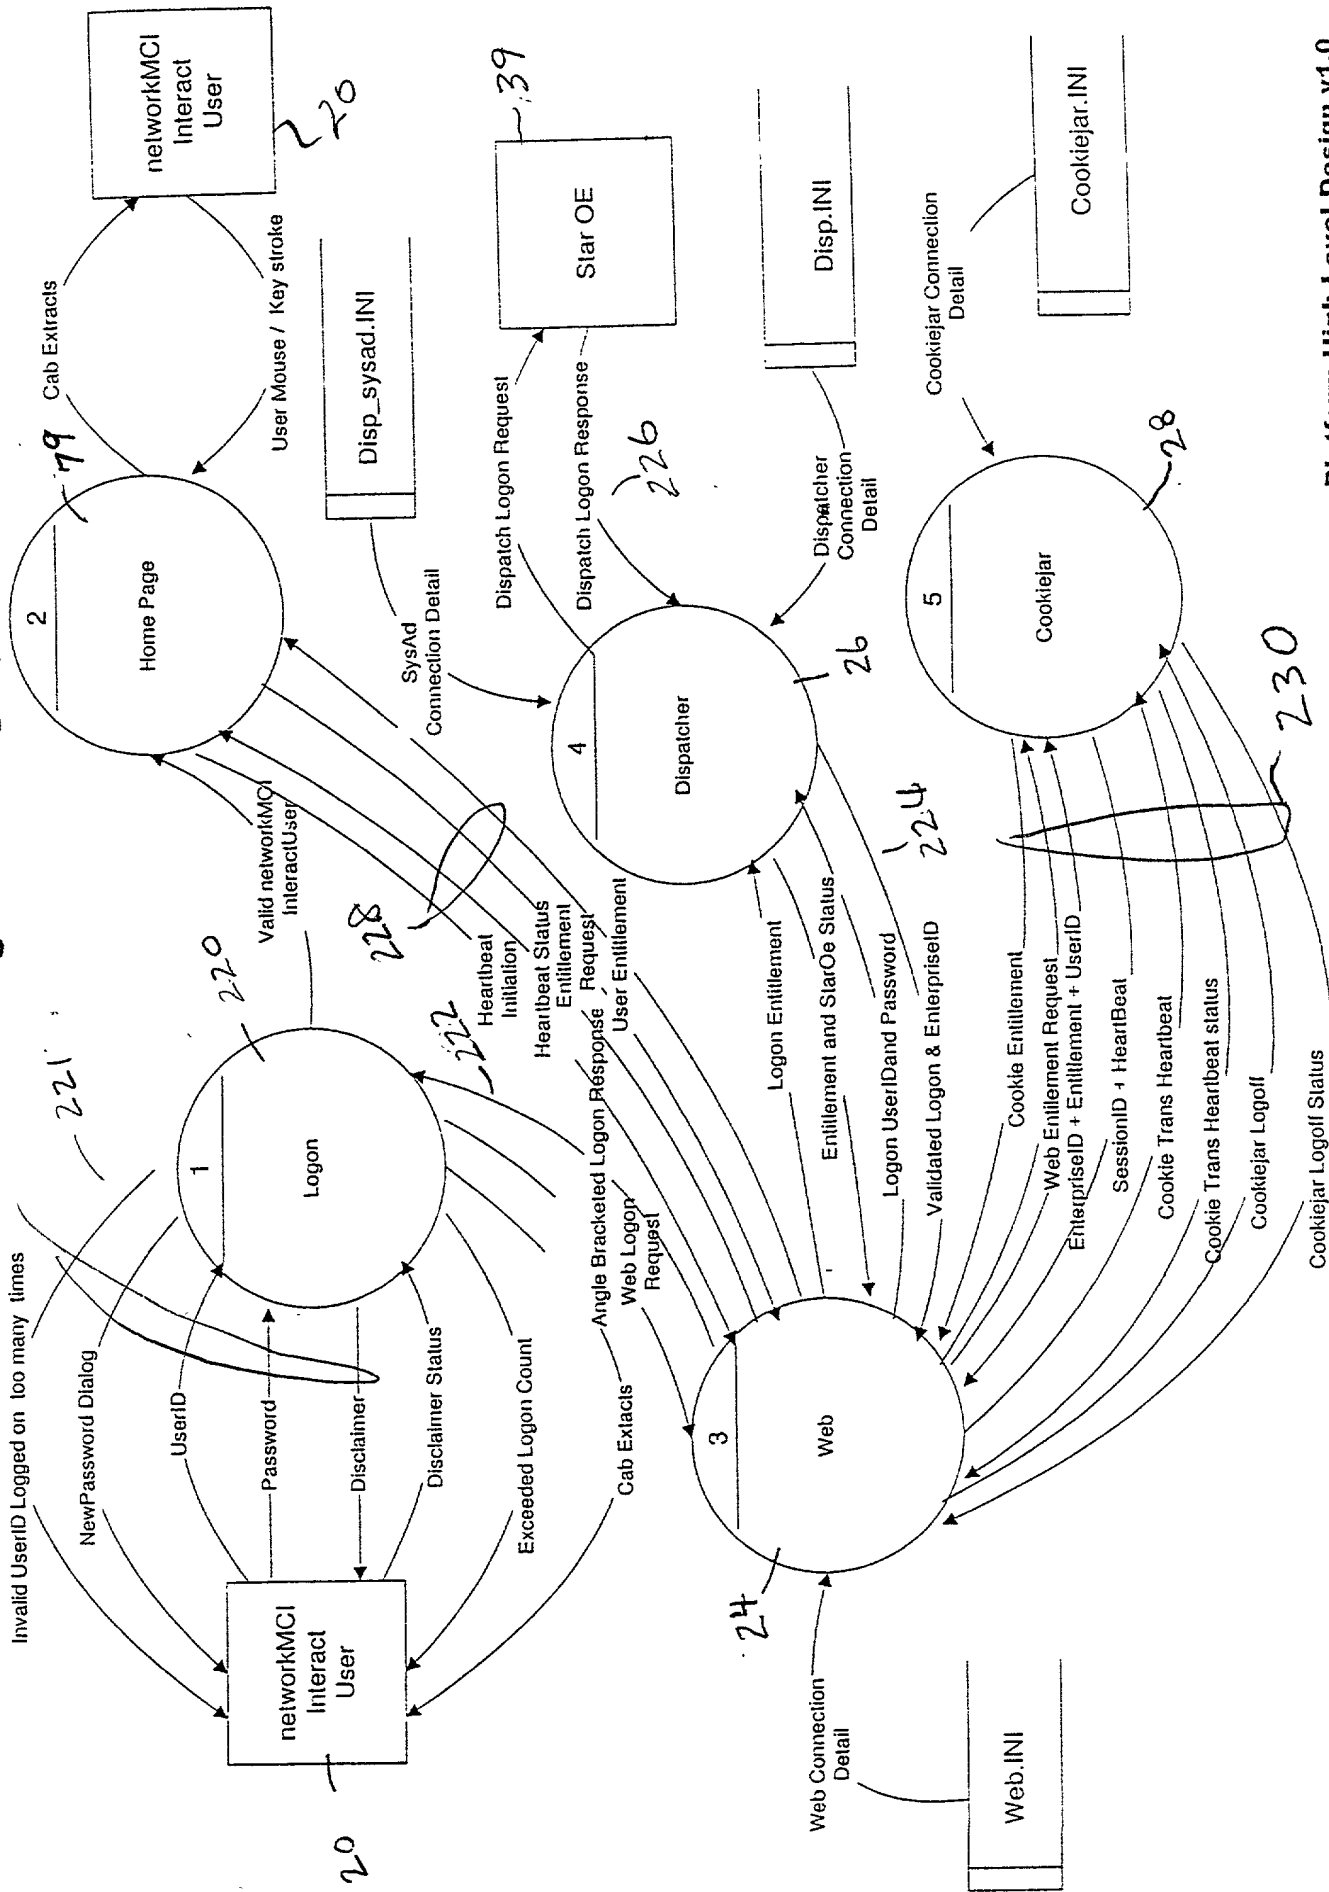 Invalid UserID Logged on too many times
NewPassword Dialog
UserID
Password
Disclaimer
Disclaimer Status
Exceeded Logon Count
Cab Extacts
networkMCI
Interact
User
20
221
1
Logon
220
222
Valid networkMCI
InteractUser
2
Home Page
79
Cab Extracts
User Mouse / Key stroke
networkMCI
Interact
User
20
228
Heartbeat
Initiation
Heartbeat Status
Entitlement
Request
User Entitlement
Angle Bracketed Logon Response
Web Logon
Request
SysAd
Connection Detail
Disp_sysad.INI
Dispatch Logon Request
Dispatch Logon Response
226
Star OE
39
4
Dispatcher
26
Dispatcher
Connection
Detail
Disp.INI
224
Logon Entitlement
Entitlement and StarOe Status
Logon UserIDand Password
Validated Logon & EnterpriseID
3
Web
24
Web Connection
Detail
Web.INI
Cookie Entitlement
Web Entitlement Request
EnterpriseID + Entitlement + UserID
SessionID + HeartBeat
Cookie Trans Heartbeat
Cookie Trans Heartbeat status
Cookiejar Logoff
Cookiejar Logoff Status
230
5
Cookiejar
28
Cookiejar Connection
Detail
Cookiejar.INI
Platform High Level Design v1.0